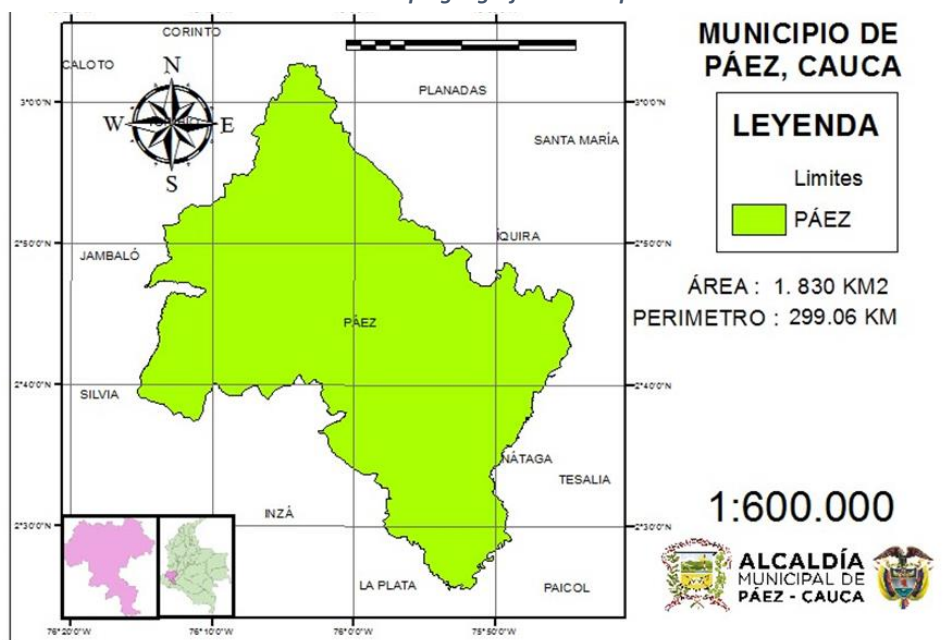 CORINTO
CALOTO
N
W
E
S
PLANADAS
SANTA MARÍA
3°0'0"N
3°0'0"N
ÍQUIRA
2°50'0"N
2°50'0"N
JAMBALÓ
PÁEZ
2°40'0"N
2°40'0"N
SILVIA
NÁTAGA
TESALIA
INZÁ
2°30'0"N
2°30'0"N
LA PLATA
PAICOL
76°20'0"W
76°10'0"W
76°0'0"W
75°50'0"W
MUNICIPIO DE
PÁEZ, CAUCA
LEYENDA
Limites
PÁEZ
ÁREA : 1. 830 KM2
PERIMETRO : 299.06 KM
1:600.000
ALCALDÍA
MUNICIPAL DE
PÁEZ - CAUCA